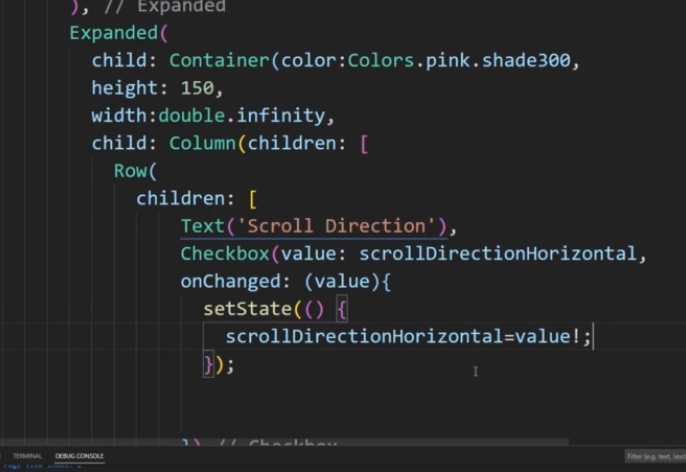 ), // Expanded
Expanded(
child: Container(color:Colors.pink.shade300,
height: 150,
width:double.infinity,
child: Column(children: [
Row(
children: [
Text('Scroll Direction'),
Checkbox(value: scrollDirectionHorizontal,
onChanged: (value){
setState(() {
scrollDirectionHorizontal=value!;
});
}) // Checkbox
TERMINAL DEBUG CONSOLE
Filter (e.g. text,